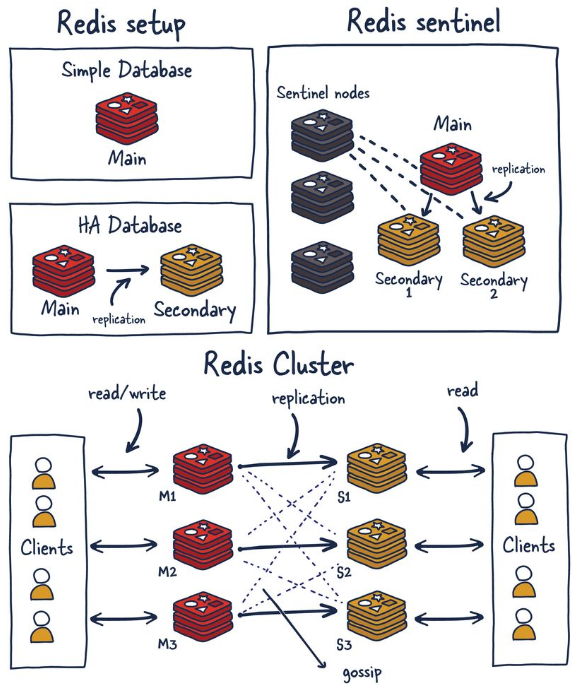 Redis setup
Simple Database
Main
HA Database
Main
replication
Secondary
Redis sentinel
Sentinel nodes
Main
replication
Secondary
1
Secondary
2
Redis Cluster
read/write
replication
read
Clients
M1
S1
M2
S2
M3
S3
Clients
gossip